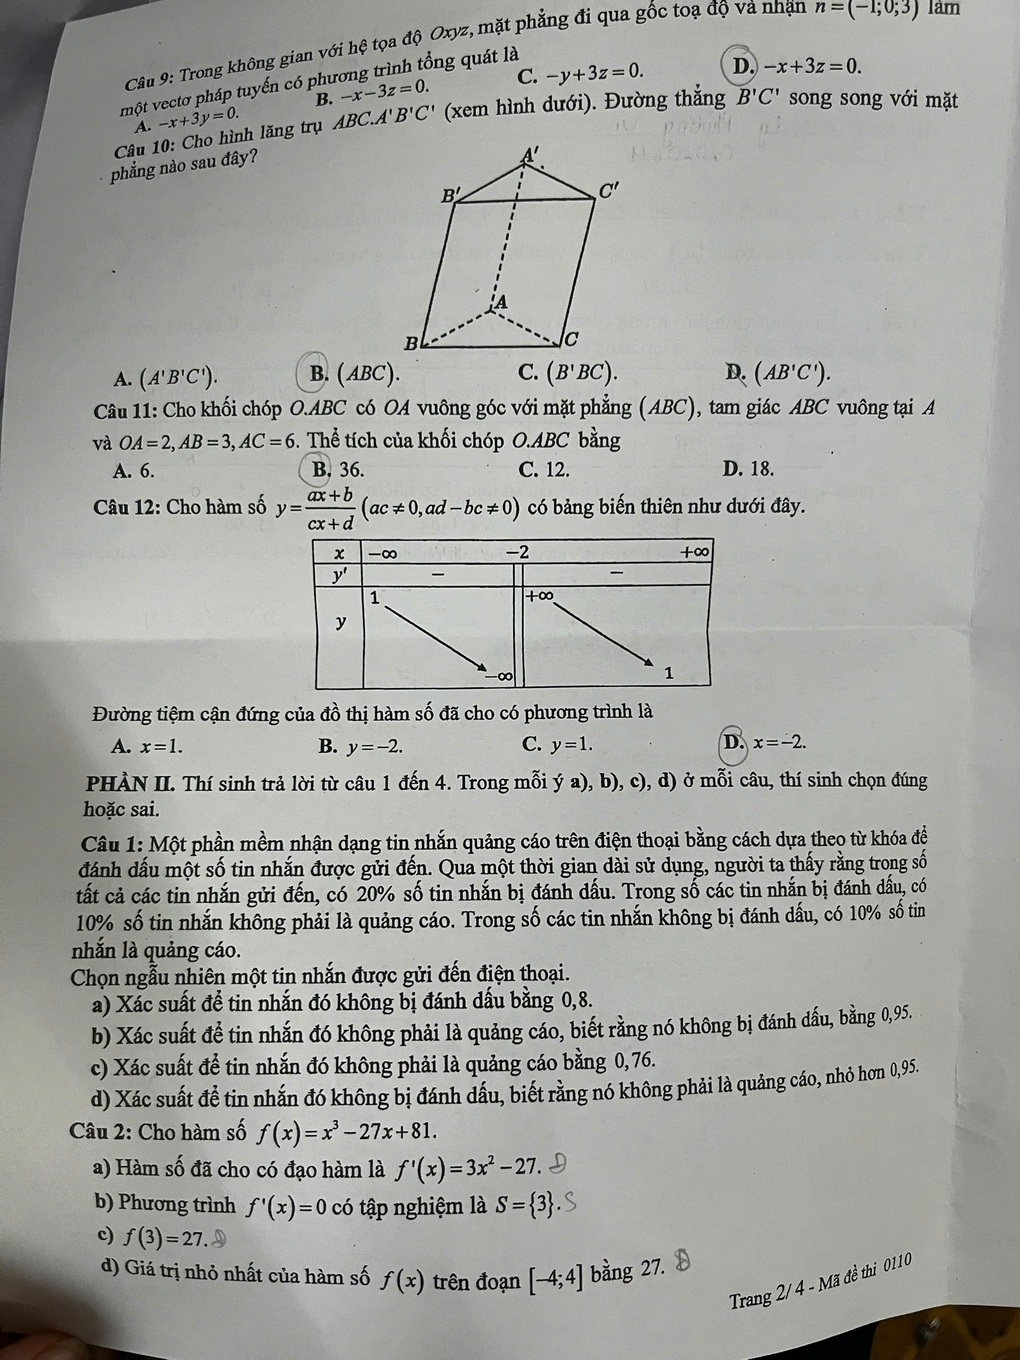 Câu 9: Trong không gian với hệ tọa độ Oxyz, mặt phẳng đi qua gốc toạ độ và nhận n = (−1;0;3) làm
một vectơ pháp tuyến có phương trình tổng quát là
A. −x+3y=0. B. −x−3z=0. C. −y+3z=0. D. −x+3z=0.
Câu 10: Cho hình lăng trụ ABC.A'B'C' (xem hình dưới). Đường thẳng B'C' song song với mặt
phẳng nào sau đây?
A'
B'
C'
A
B
C
A. (A'B'C'). B. (ABC). C. (B'BC). D. (AB'C').
Câu 11: Cho khối chóp O.ABC có OA vuông góc với mặt phẳng (ABC), tam giác ABC vuông tại A
và OA=2, AB=3, AC=6. Thể tích của khối chóp O.ABC bằng
A. 6. B. 36. C. 12. D. 18.
Câu 12: Cho hàm số y = (ax+b)/(cx+d) (ac≠0, ad−bc≠0) có bảng biến thiên như dưới đây.
x −∞ −2 +∞
y' − −
y 1 +∞
−∞ 1
Đường tiệm cận đứng của đồ thị hàm số đã cho có phương trình là
A. x=1. B. y=−2. C. y=1. D. x=−2.
PHẦN II. Thí sinh trả lời từ câu 1 đến 4. Trong mỗi ý a), b), c), d) ở mỗi câu, thí sinh chọn đúng
hoặc sai.
Câu 1: Một phần mềm nhận dạng tin nhắn quảng cáo trên điện thoại bằng cách dựa theo từ khóa để
đánh dấu một số tin nhắn được gửi đến. Qua một thời gian dài sử dụng, người ta thấy rằng trong số
tất cả các tin nhắn gửi đến, có 20% số tin nhắn bị đánh dấu. Trong số các tin nhắn bị đánh dấu, có
10% số tin nhắn không phải là quảng cáo. Trong số các tin nhắn không bị đánh dấu, có 10% số tin
nhắn là quảng cáo.
Chọn ngẫu nhiên một tin nhắn được gửi đến điện thoại.
a) Xác suất để tin nhắn đó không bị đánh dấu bằng 0,8.
b) Xác suất để tin nhắn đó không phải là quảng cáo, biết rằng nó không bị đánh dấu, bằng 0,95.
c) Xác suất để tin nhắn đó không phải là quảng cáo bằng 0,76.
d) Xác suất để tin nhắn đó không bị đánh dấu, biết rằng nó không phải là quảng cáo, nhỏ hơn 0,95.
Câu 2: Cho hàm số f(x)=x³−27x+81.
a) Hàm số đã cho có đạo hàm là f'(x)=3x²−27. Đ
b) Phương trình f'(x)=0 có tập nghiệm là S={3}. S
c) f(3)=27. Đ
d) Giá trị nhỏ nhất của hàm số f(x) trên đoạn [−4;4] bằng 27.
Trang 2/4 - Mã đề thi 0110